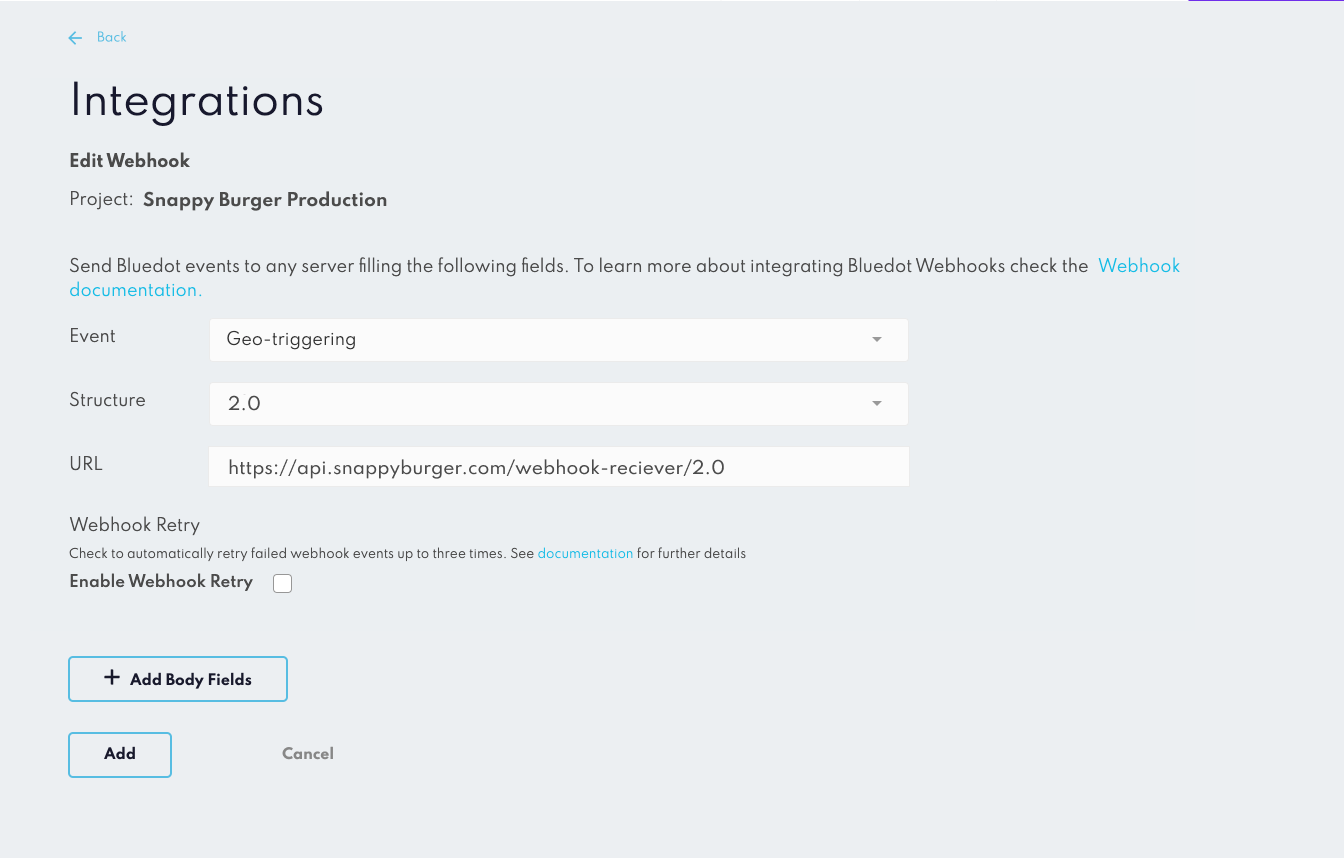 Back
Integrations
Edit Webhook
Project: Snappy Burger Production
Send Bluedot events to any server filling the following fields. To learn more about integrating Bluedot Webhooks check the Webhook
documentation.
Event Geo-triggering
Structure 2.0
URL https://api.snappyburger.com/webhook-reciever/2.0
Webhook Retry
Check to automatically retry failed webhook events up to three times. See documentation for further details
Enable Webhook Retry
+ Add Body Fields
Add Cancel